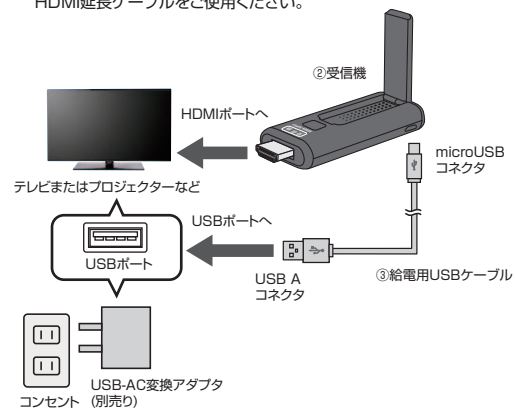 HDMI延長ケーブルをご使用ください。
②受信機
HDMIポートへ
microUSB
コネクタ
テレビまたはプロジェクターなど
USBポートへ
USBポート
USB A
コネクタ
③給電用USBケーブル
コンセント
USB-AC変換アダプタ
(別売り)